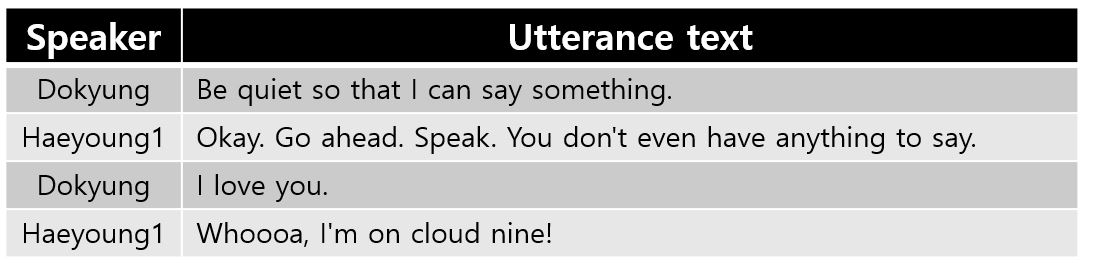 Speaker Utterance text
Dokyung Be quiet so that I can say something.
Haeyoung1 Okay. Go ahead. Speak. You don't even have anything to say.
Dokyung I love you.
Haeyoung1 Whoooa, I'm on cloud nine!